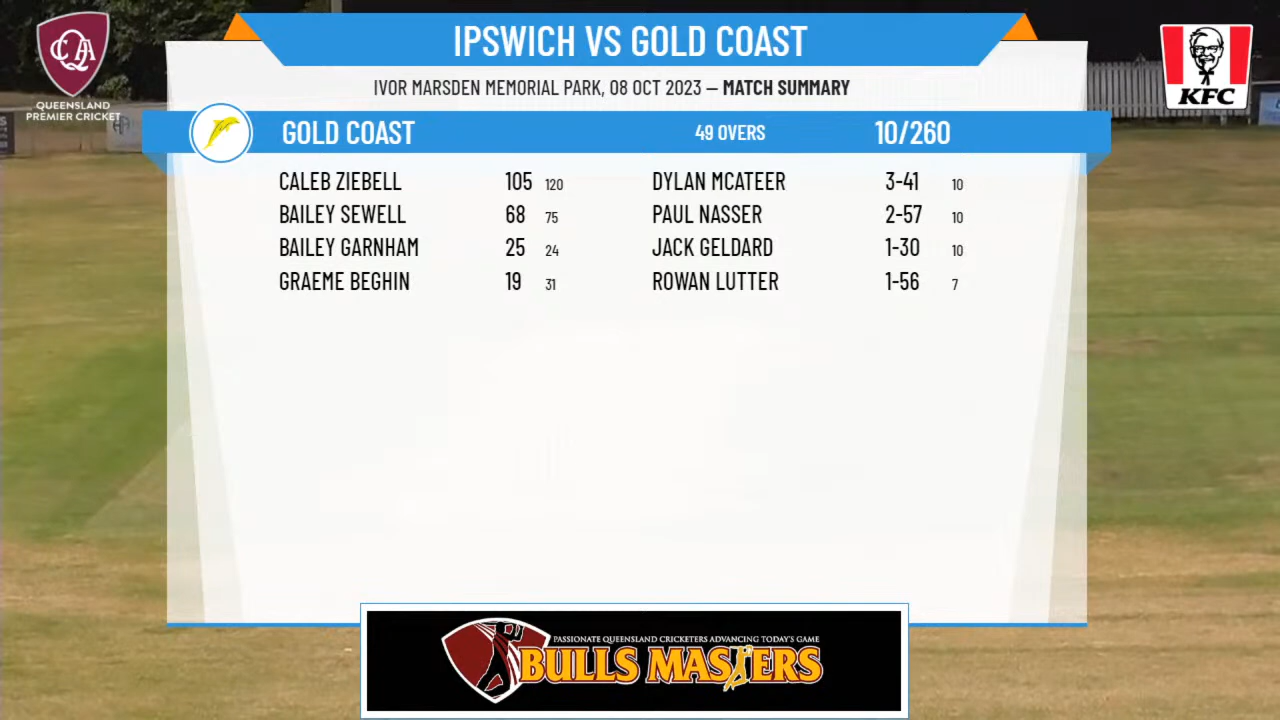 IPSWICH VS GOLD COAST
IVOR MARSDEN MEMORIAL PARK, 08 OCT 2023 – MATCH SUMMARY
QUEENSLAND
PREMIER CRICKET
KFC
GOLD COAST 49 OVERS 10/260
CALEB ZIEBELL 105 120 DYLAN MCATEER 3-41 10
BAILEY SEWELL 68 75 PAUL NASSER 2-57 10
BAILEY GARNHAM 25 24 JACK GELDARD 1-30 10
GRAEME BEGHIN 19 31 ROWAN LUTTER 1-56 7
PASSIONATE QUEENSLAND CRICKETERS ADVANCING TODAY'S GAME
BULLS MASTERS